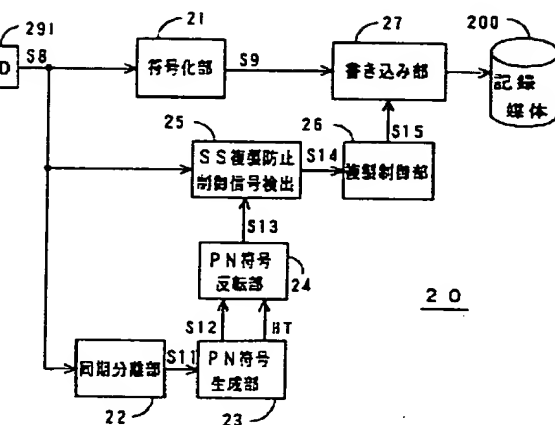 291
D
S8
21
符号化部
S9
27
書き込み部
200
記録
媒体
25
SS複製防止
制御信号検出
S14
26
複製制御部
S15
S13
PN符号
反転部
24
20
S12
HT
同期分離部
22
S11
PN符号
生成部
23